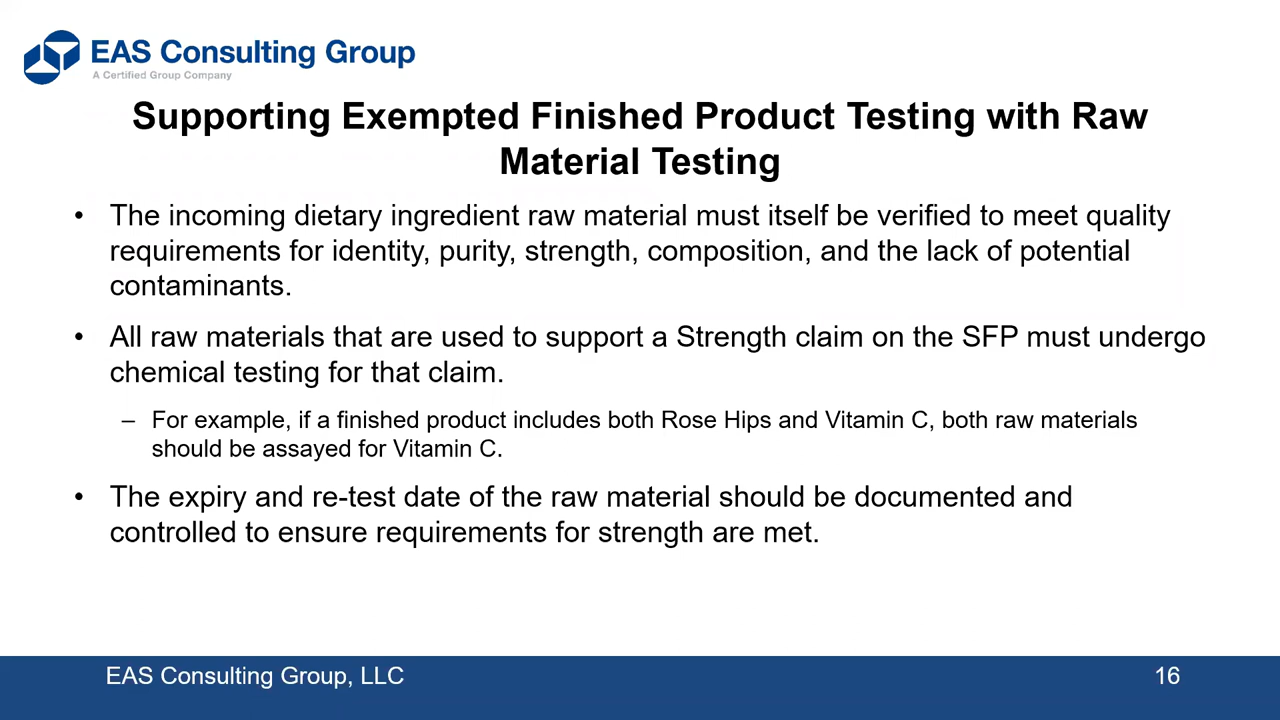 EAS Consulting Group
A Certified Group Company
Supporting Exempted Finished Product Testing with Raw
Material Testing
• The incoming dietary ingredient raw material must itself be verified to meet quality
requirements for identity, purity, strength, composition, and the lack of potential
contaminants.
• All raw materials that are used to support a Strength claim on the SFP must undergo
chemical testing for that claim.
– For example, if a finished product includes both Rose Hips and Vitamin C, both raw materials
should be assayed for Vitamin C.
• The expiry and re-test date of the raw material should be documented and
controlled to ensure requirements for strength are met.
EAS Consulting Group, LLC
16